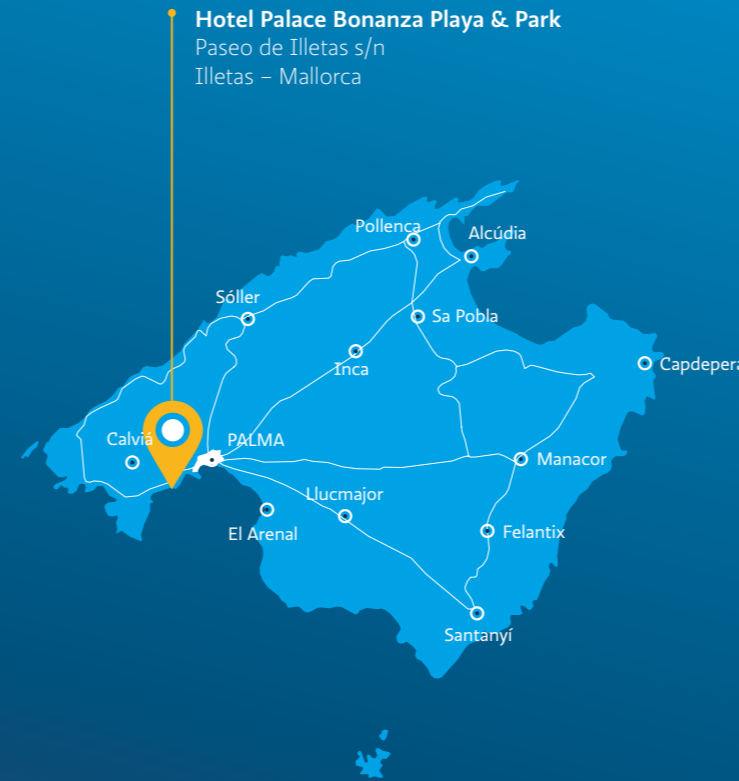 Hotel Palace Bonanza Playa & Park
Paseo de Illetas s/n
Illetas – Mallorca
Pollenca
Alcúdia
Sóller
Sa Pobla
Inca
Capdepera
Calviá
PALMA
Manacor
Llucmajor
El Arenal
Felantix
Santanyí